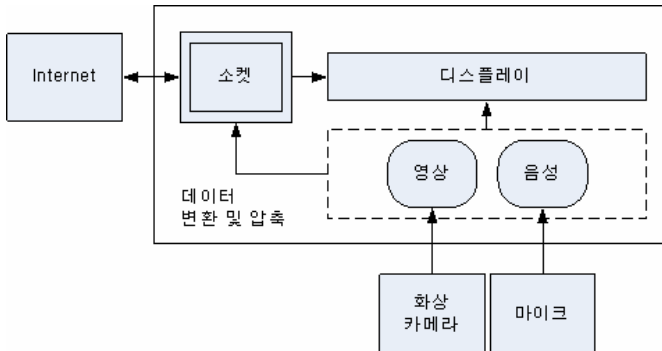 Internet
소켓
디스플레이
영상
음성
데이터
변환 및 압축
화상
카메라
마이크